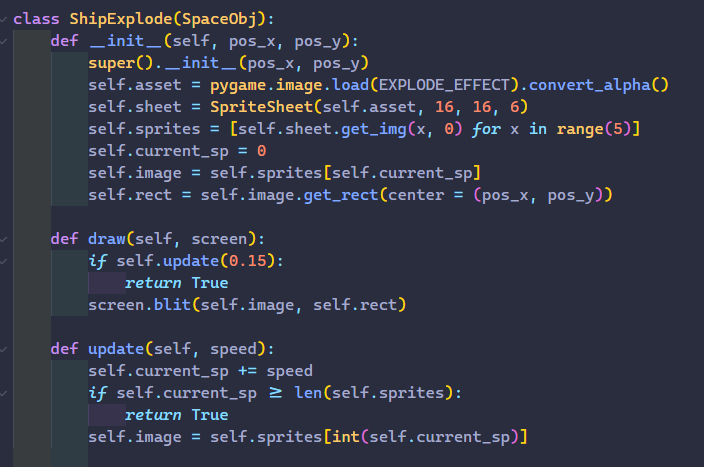 class ShipExplode(SpaceObj):
    def __init__(self, pos_x, pos_y):
        super().__init__(pos_x, pos_y)
        self.asset = pygame.image.load(EXPLODE_EFFECT).convert_alpha()
        self.sheet = SpriteSheet(self.asset, 16, 16, 6)
        self.sprites = [self.sheet.get_img(x, 0) for x in range(5)]
        self.current_sp = 0
        self.image = self.sprites[self.current_sp]
        self.rect = self.image.get_rect(center = (pos_x, pos_y))

    def draw(self, screen):
        if self.update(0.15):
            return True
        screen.blit(self.image, self.rect)

    def update(self, speed):
        self.current_sp += speed
        if self.current_sp ≥ len(self.sprites):
            return True
        self.image = self.sprites[int(self.current_sp)]